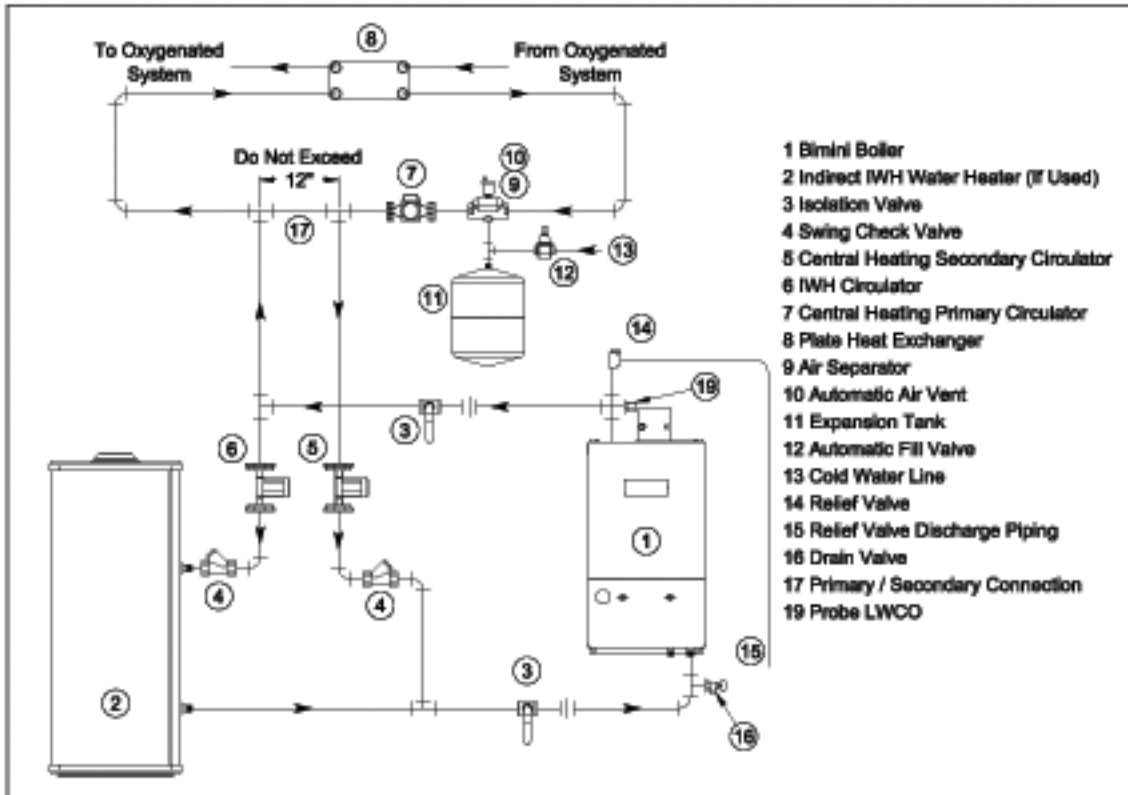 To Oxygenated
System
8
From Oxygenated
System
Do Not Exceed
12"
7
10
9
17
13
12
11
14
19
3
6
5
1
4
4
15
3
2
16
1 Bimini Boiler
2 Indirect IWH Water Heater (If Used)
3 Isolation Valve
4 Swing Check Valve
5 Central Heating Secondary Circulator
6 IWH Circulator
7 Central Heating Primary Circulator
8 Plate Heat Exchanger
9 Air Separator
10 Automatic Air Vent
11 Expansion Tank
12 Automatic Fill Valve
13 Cold Water Line
14 Relief Valve
15 Relief Valve Discharge Piping
16 Drain Valve
17 Primary / Secondary Connection
19 Probe LWCO